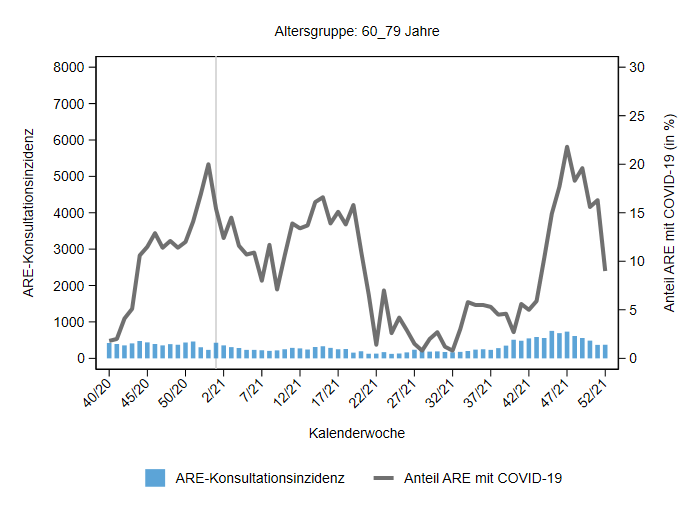 Altersgruppe: 60_79 Jahre
ARE-Konsultationsinzidenz
8000
7000
6000
5000
4000
3000
2000
1000
0
30
25
20
15
10
5
0
Anteil ARE mit COVID-19 (in %)
40/20 45/20 50/20 2/21 7/21 12/21 17/21 22/21 27/21 32/21 37/21 42/21 47/21 52/21
Kalenderwoche
ARE-Konsultationsinzidenz Anteil ARE mit COVID-19